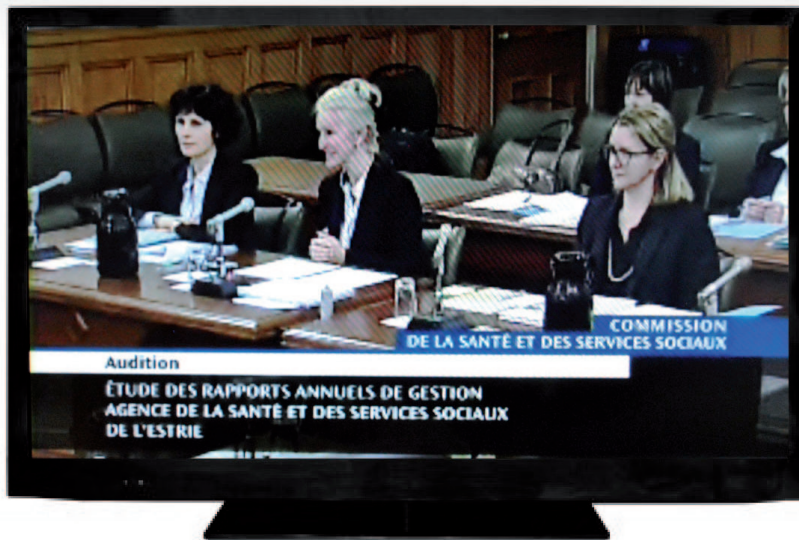 COMMISSION
DE LA SANTÉ ET DES SERVICES SOCIAUX
Audition
ÉTUDE DES RAPPORTS ANNUELS DE GESTION
AGENCE DE LA SANTÉ ET DES SERVICES SOCIAUX
DE L'ESTRIE